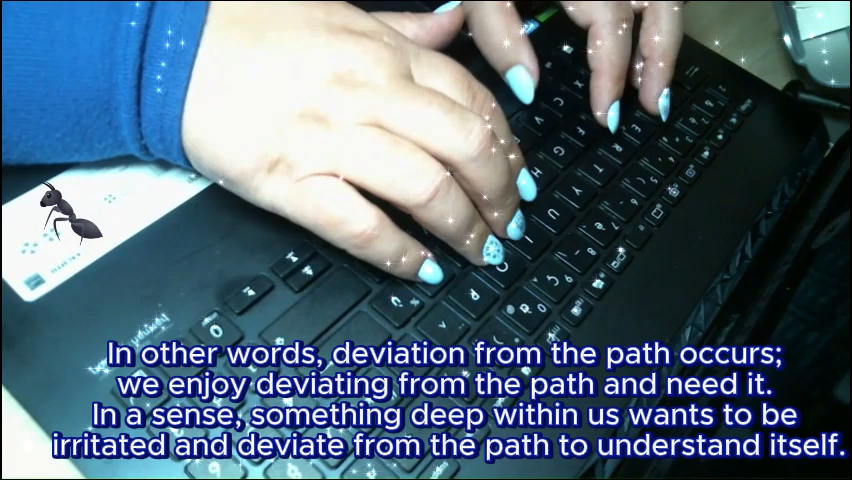 In other words, deviation from the path occurs;
we enjoy deviating from the path and need it.
In a sense, something deep within us wants to be
irritated and deviate from the path to understand itself.